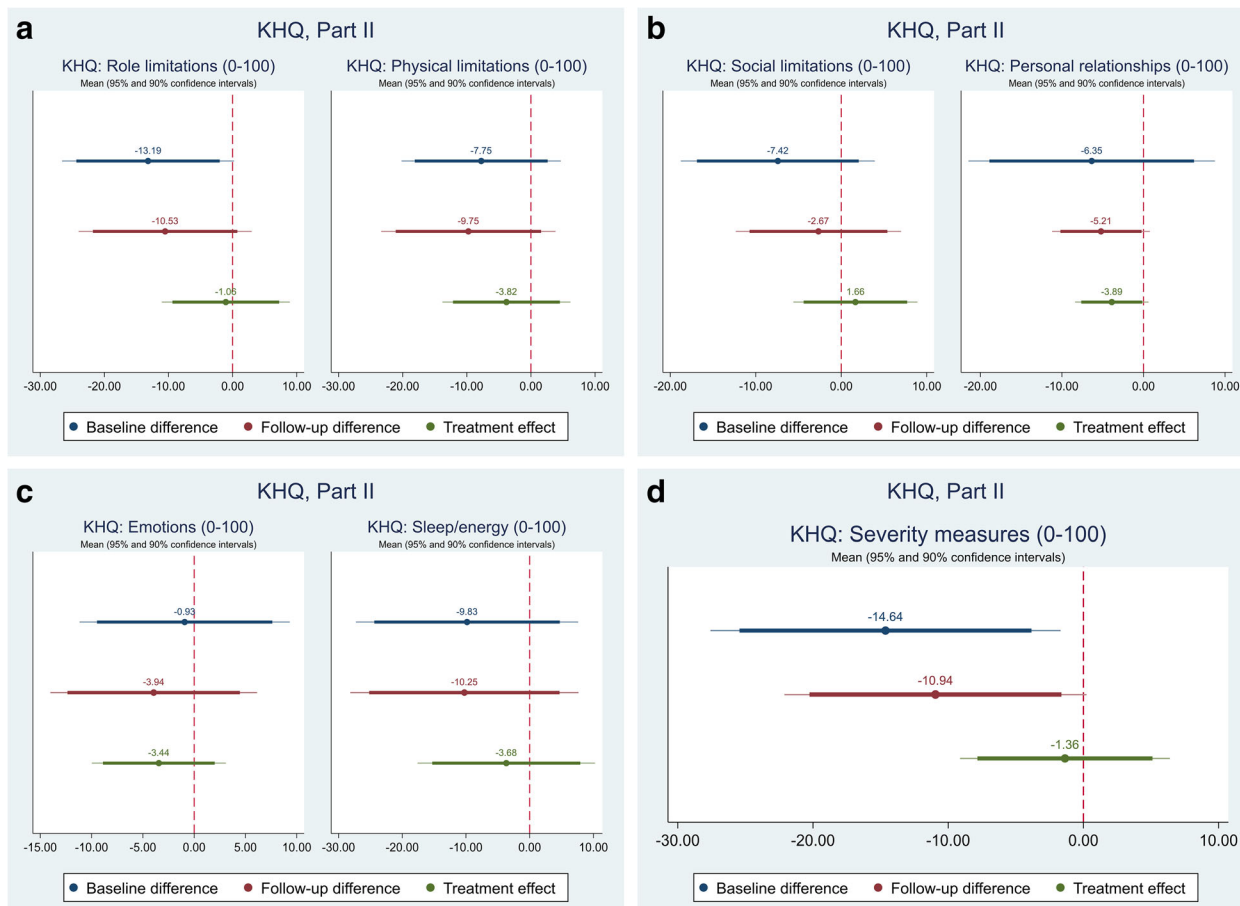 a
KHQ, Part II
KHQ: Role limitations (0-100)
Mean (95% and 90% confidence intervals)
-13.19
-10.53
-1.06
-30.00 -20.00 -10.00 0.00 10.00
KHQ: Physical limitations (0-100)
Mean (95% and 90% confidence intervals)
-7.75
-9.75
-3.82
-30.00 -20.00 -10.00 0.00 10.00
Baseline difference Follow-up difference Treatment effect
b
KHQ, Part II
KHQ: Social limitations (0-100)
Mean (95% and 90% confidence intervals)
-7.42
-2.67
1.66
-20.00 -10.00 0.00 10.00
KHQ: Personal relationships (0-100)
Mean (95% and 90% confidence intervals)
-6.35
-5.21
-3.89
-20.00 -10.00 0.00 10.00
Baseline difference Follow-up difference Treatment effect
c
KHQ, Part II
KHQ: Emotions (0-100)
Mean (95% and 90% confidence intervals)
-0.93
-3.94
-3.44
-15.00 -10.00 -5.00 0.00 5.00 10.00
KHQ: Sleep/energy (0-100)
Mean (95% and 90% confidence intervals)
-9.83
-10.25
-3.68
-30.00 -20.00 -10.00 0.00 10.00
Baseline difference Follow-up difference Treatment effect
d
KHQ, Part II
KHQ: Severity measures (0-100)
Mean (95% and 90% confidence intervals)
-14.64
-10.94
-1.36
-30.00 -20.00 -10.00 0.00 10.00
Baseline difference Follow-up difference Treatment effect